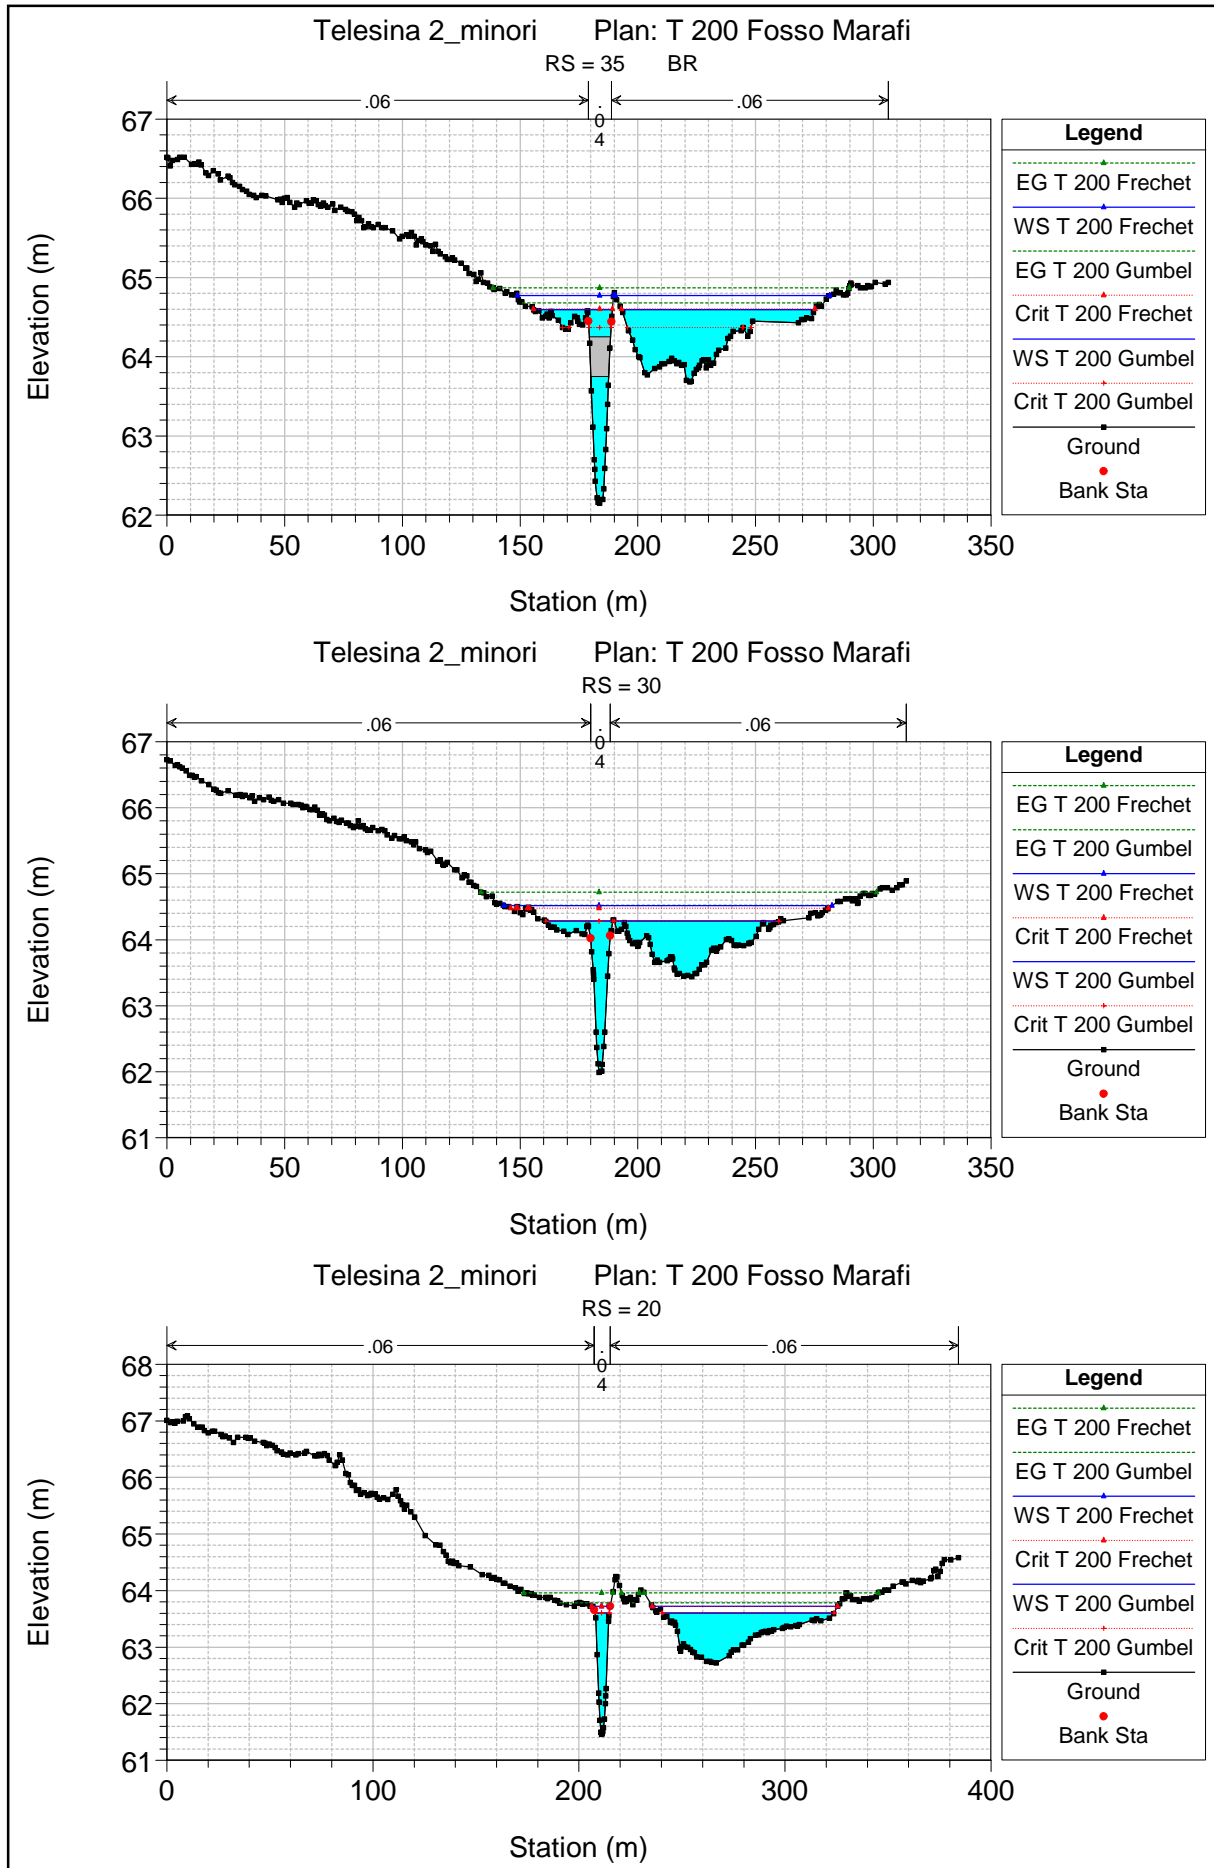 Telesina 2_minori Plan: T 200 Fosso Marafi
RS = 35 BR
.06 .04 .06
67
66
65
64
63
62
0 50 100 150 200 250 300 350
Elevation (m)
Station (m)
Legend
EG T 200 Frechet
WS T 200 Frechet
EG T 200 Gumbel
Crit T 200 Frechet
WS T 200 Gumbel
Crit T 200 Gumbel
Ground
Bank Sta
Telesina 2_minori Plan: T 200 Fosso Marafi
RS = 30
.06 .04 .06
67
66
65
64
63
62
61
0 50 100 150 200 250 300 350
Elevation (m)
Station (m)
Legend
EG T 200 Frechet
EG T 200 Gumbel
WS T 200 Frechet
Crit T 200 Frechet
WS T 200 Gumbel
Crit T 200 Gumbel
Ground
Bank Sta
Telesina 2_minori Plan: T 200 Fosso Marafi
RS = 20
.06 .04 .06
68
67
66
65
64
63
62
61
0 100 200 300 400
Elevation (m)
Station (m)
Legend
EG T 200 Frechet
EG T 200 Gumbel
WS T 200 Frechet
Crit T 200 Frechet
WS T 200 Gumbel
Crit T 200 Gumbel
Ground
Bank Sta